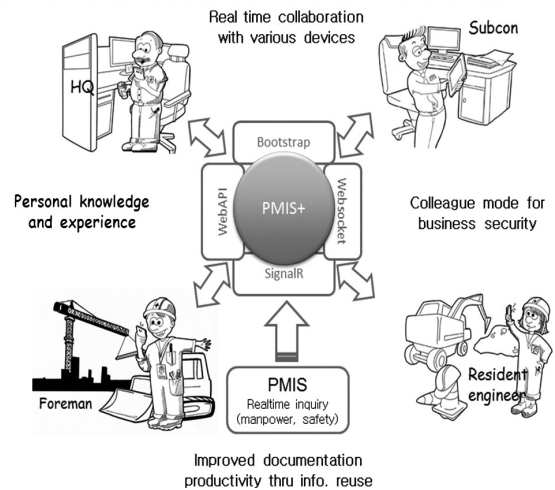 Real time collaboration
with various devices
HQ
Subcon
Bootstrap
WebAPI
PMIS+
Websocket
SignalR
Personal knowledge
and experience
Colleague mode for
business security
Foreman
PMIS
Realtime inquiry
(manpower, safety)
Resident
engineer
Improved documentation
productivity thru info. reuse